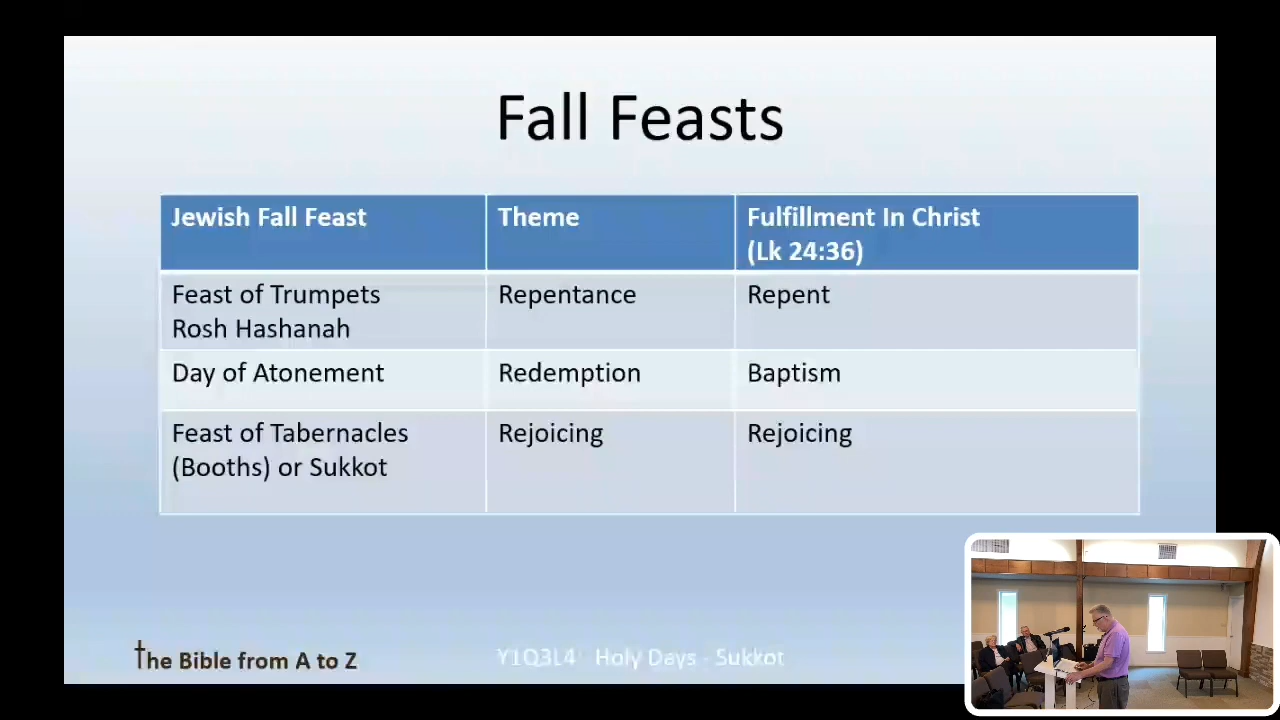 Fall Feasts
Jewish Fall Feast
Theme
Fulfillment In Christ
(Lk 24:36)
Feast of Trumpets
Rosh Hashanah
Repentance
Repent
Day of Atonement
Redemption
Baptism
Feast of Tabernacles
(Booths) or Sukkot
Rejoicing
Rejoicing
The Bible from A to Z
Y1Q3L4 Holy Days - Sukkot